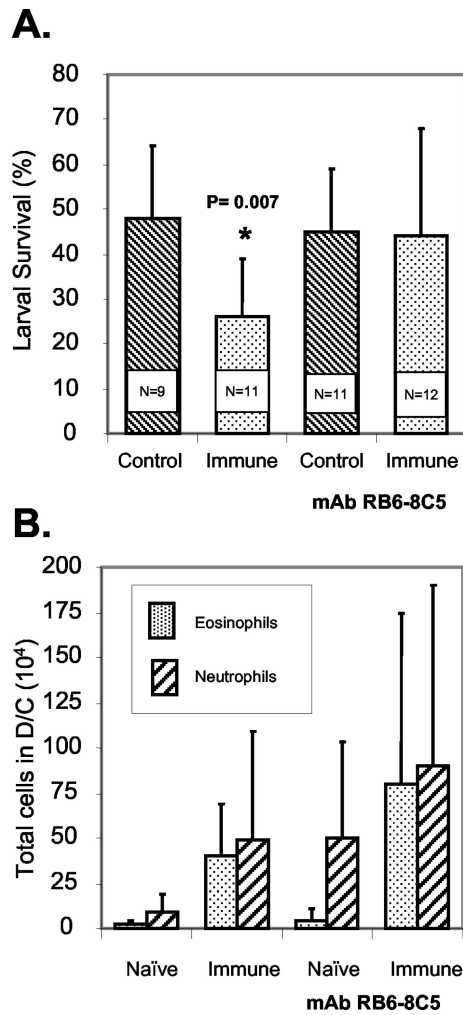 A.
80
70
60
50
40
30
20
10
0
Larval Survival (%)
P= 0.007
*
N=9
N=11
N=11
N=12
Control Immune Control Immune
mAb RB6-8C5
B.
200
175
150
125
100
75
50
25
0
Total cells in D/C (10⁴)
Eosinophils
Neutrophils
Naïve Immune Naïve Immune
mAb RB6-8C5